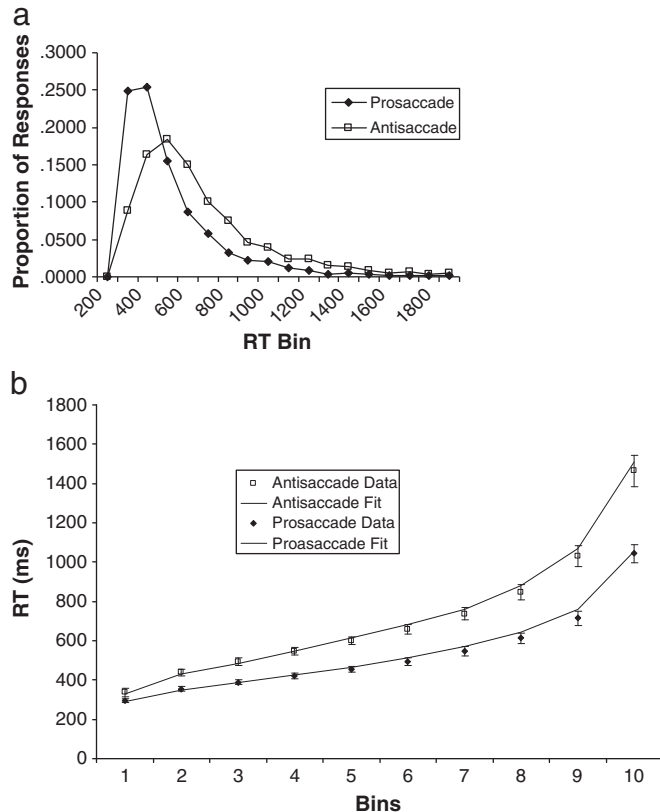 a
Proportion of Responses
.3000
.2500
.2000
.1500
.1000
.0500
.0000
Prosaccade
Antisaccade
200
400
600
800
1000
1200
1400
1600
1800
RT Bin
b
RT (ms)
1800
1600
1400
1200
1000
800
600
400
200
0
Antisaccade Data
Antisaccade Fit
Prosaccade Data
Proasaccade Fit
1 2 3 4 5 6 7 8 9 10
Bins